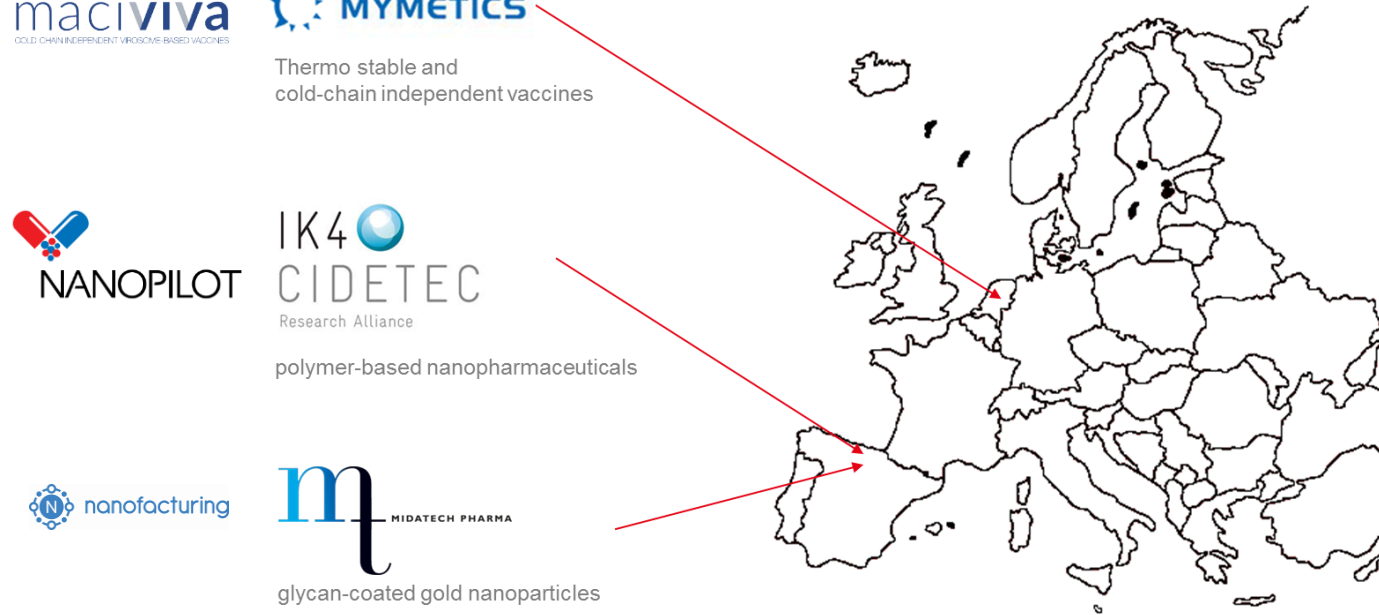 maciviva
COLD CHAIN INDEPENDENT VIROSOME-BASED VACCINES
MYMETICS
Thermo stable and
cold-chain independent vaccines
NANOPILOT
IK4
CIDETEC
Research Alliance
polymer-based nanopharmaceuticals
N nanofacturing
mt
MIDATECH PHARMA
glycan-coated gold nanoparticles